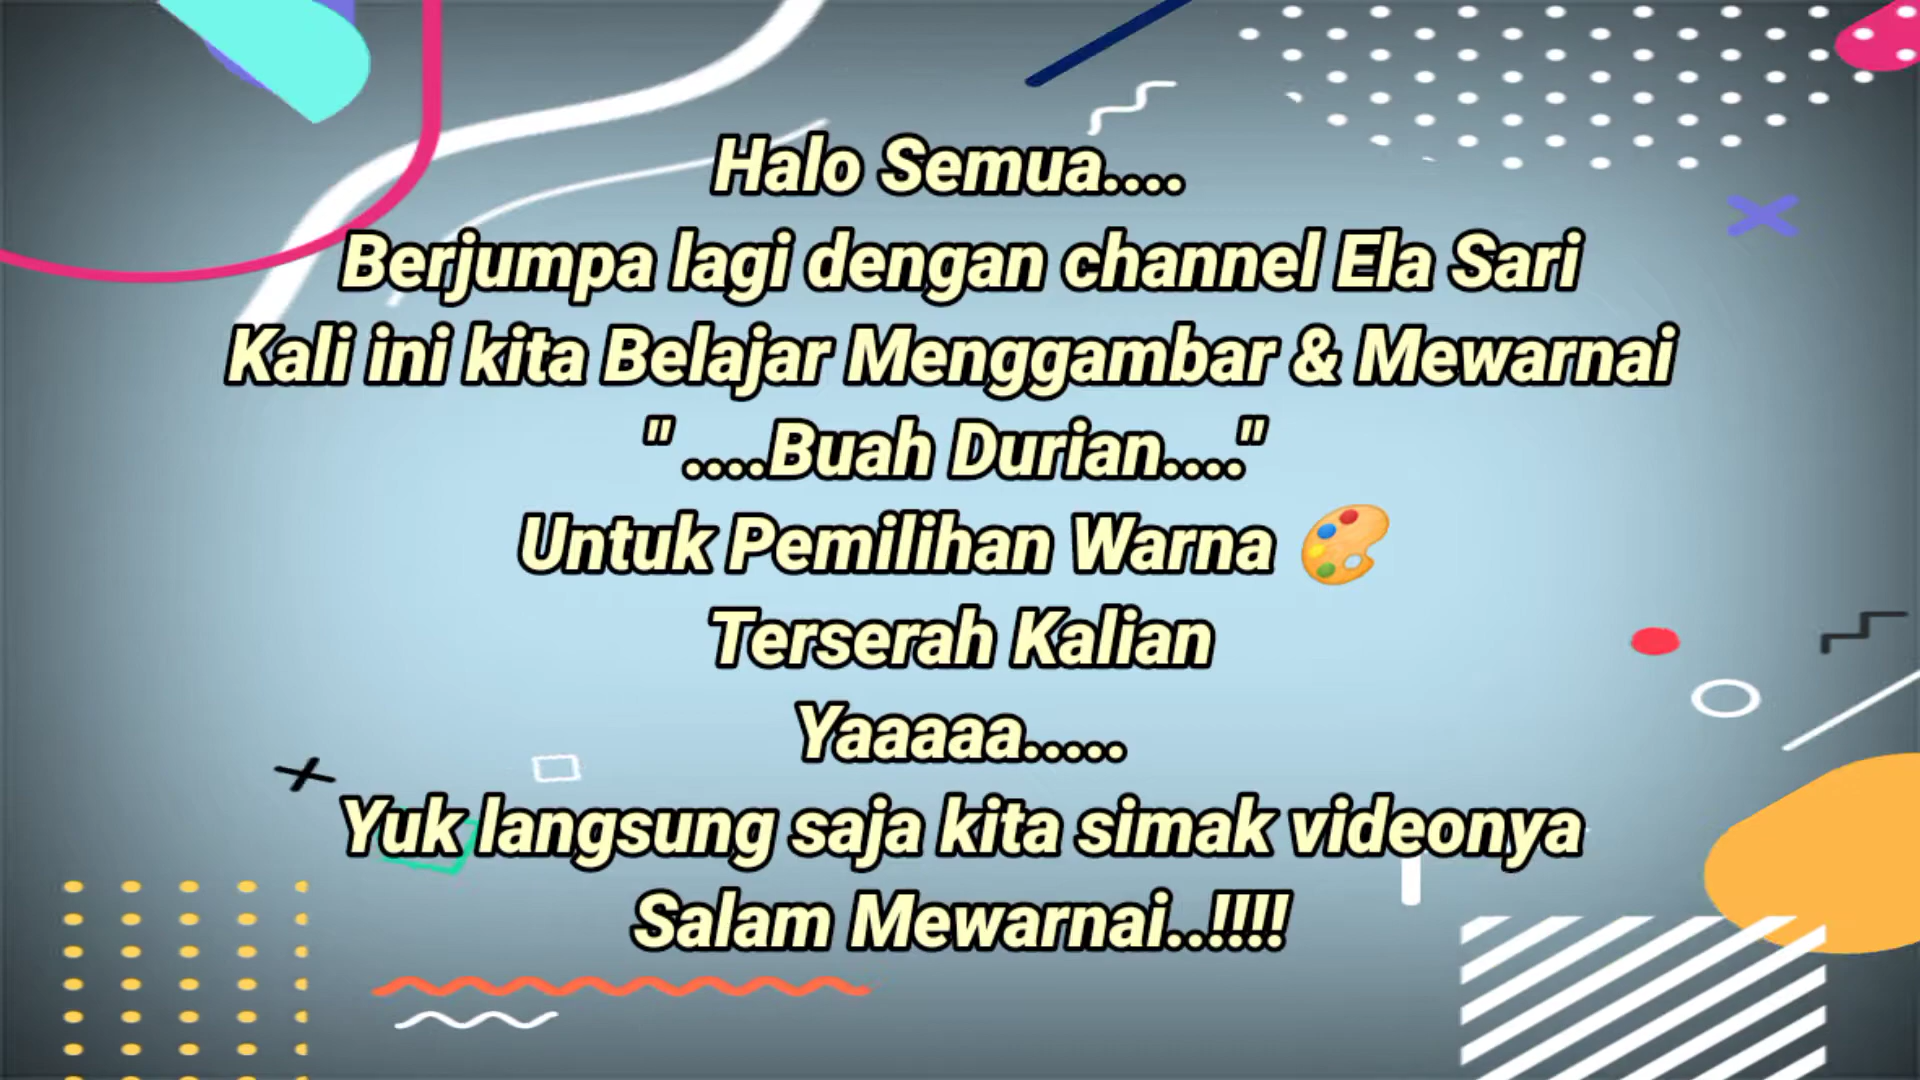 Halo Semua....
Berjumpa lagi dengan channel Ela Sari
Kali ini kita Belajar Menggambar & Mewarnai
" ....Buah Durian...."
Untuk Pemilihan Warna 🎨
Terserah Kalian
Yaaaaa.....
Yuk langsung saja kita simak videonya
Salam Mewarnai..!!!!